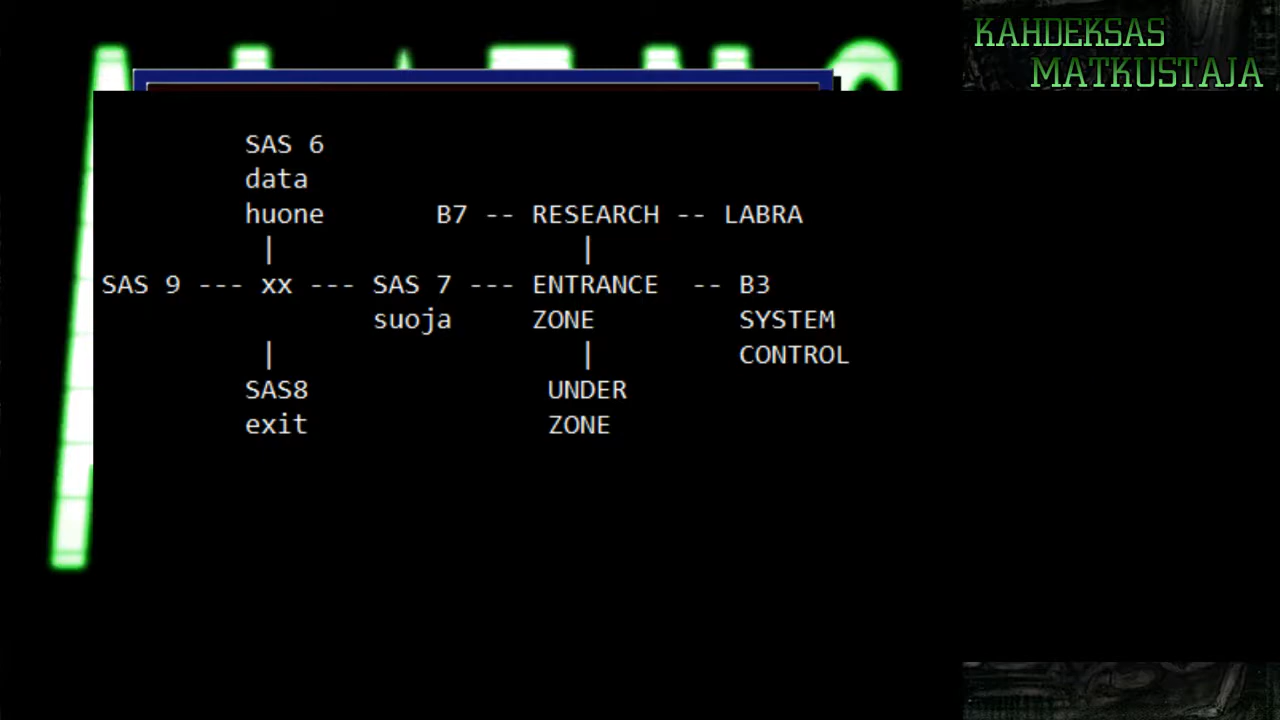 KAHDEKSAS
MATKUSTAJA
SAS 6
data
huone B7 -- RESEARCH -- LABRA
| |
SAS 9 --- xx --- SAS 7 --- ENTRANCE -- B3
suoja ZONE SYSTEM
| | CONTROL
SAS8 UNDER
exit ZONE